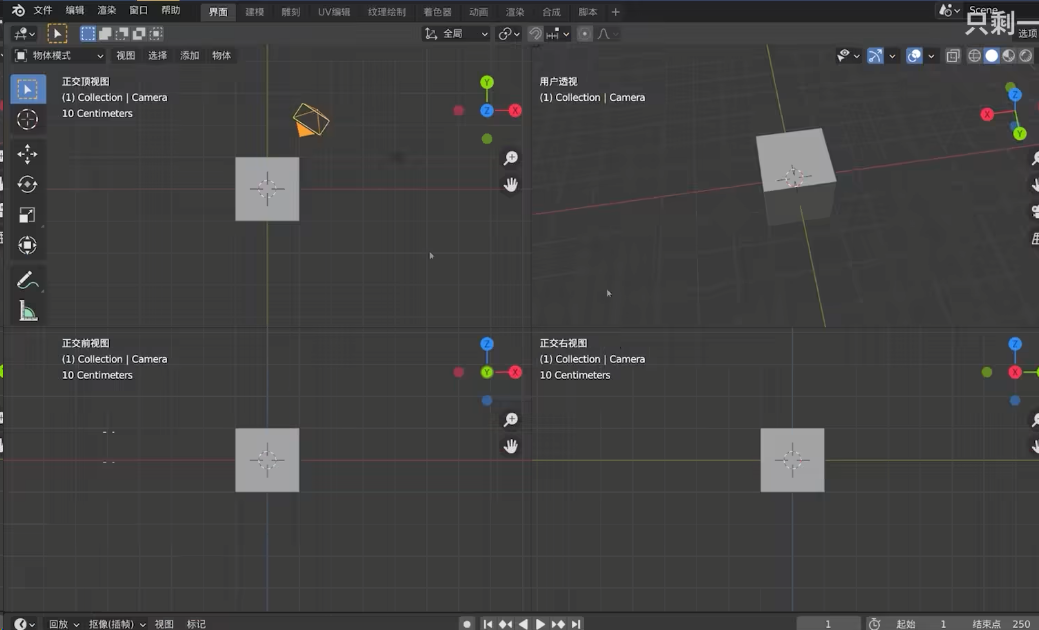 文件 编辑 渲染 窗口 帮助 界面 建模 雕刻 UV编辑 纹理绘制 着色器 动画 渲染 合成 脚本 + Scene
只剩一
全局 选项
物体模式 视图 选择 添加 物体
正交顶视图
(1) Collection | Camera
10 Centimeters
Y
Z X
用户透视
(1) Collection | Camera
Z
X
Y
正交前视图
(1) Collection | Camera
10 Centimeters
Z
Y X
正交右视图
(1) Collection | Camera
10 Centimeters
Z
X
回放 抠像(插帧) 视图 标记 1 起始 1 结束点 250